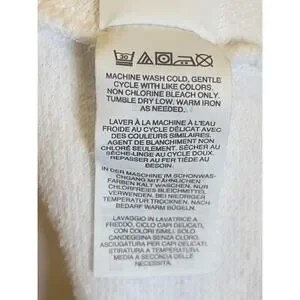 MACHINE WASH COLD, GENTLE
CYCLE WITH LIKE COLORS.
NON CHLORINE BLEACH ONLY.
TUMBLE DRY LOW. WARM IRON
AS NEEDED.
LAVER À LA MACHINE À L'EAU
FROIDE AU CYCLE DÉLICAT AVEC
DES COULEURS SIMILAIRES.
AGENT DE BLANCHIMENT NON
CHLORÉ SEULEMENT. SÉCHER AU
SÈCHE-LINGE AU CYCLE DOUX.
REPASSER AU FER TIÈDE AU
BESOIN.
IN DER MASCHINE IM SCHONWAS-
CHGANG MIT ÄHNLICHEN
FARBEN KALT WASCHEN. NUR
CHLORFREIES BLEICHMITTEL
VERWENDEN. BEI NIEDRIGER
TEMPERATUR TROCKNEN. NACH
BEDARF WARM BÜGELN.
LAVAGGIO IN LAVATRICE A
FREDDO, CICLO CAPI DELICATI,
CON COLORI SIMILI. SOLO
CANDEGGINA SENZA CLORO.
ASCIUGATURA PER CAPI DELICATI.
STIRATURA A TEMPERATURA
MEDIA A SECONDA DELLE
NECESSITÀ.